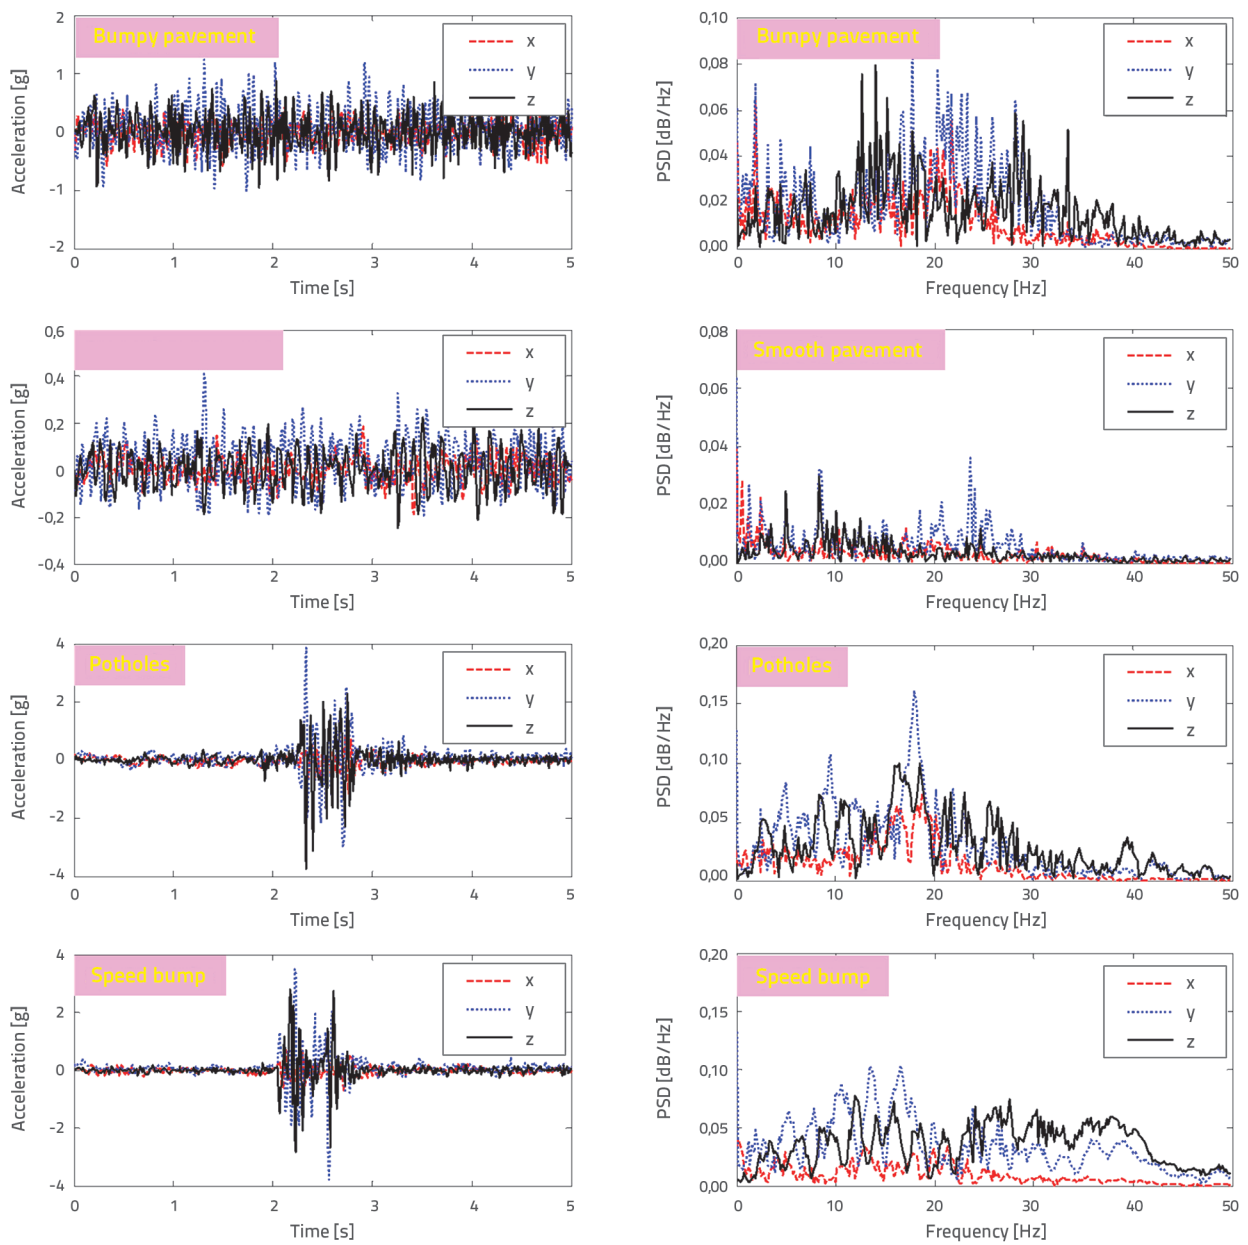 Bumpy pavement
x
y
z
2
1
0
-1
-2
Acceleration [g]
0 1 2 3 4 5
Time [s]
Bumpy pavement
x
y
z
0,10
0,08
0,06
0,04
0,02
0,00
PSD [dB/Hz]
0 10 20 30 40 50
Frequency [Hz]
x
y
z
0,6
0,4
0,2
0
-0,2
-0,4
Acceleration [g]
0 1 2 3 4 5
Time [s]
Smooth pavement
x
y
z
0,08
0,06
0,04
0,02
0,00
PSD [dB/Hz]
0 10 20 30 40 50
Frequency [Hz]
Potholes
x
y
z
4
2
0
-2
-4
Acceleration [g]
0 1 2 3 4 5
Time [s]
Potholes
x
y
z
0,20
0,15
0,10
0,05
0,00
PSD [dB/Hz]
0 10 20 30 40 50
Frequency [Hz]
Speed bump
x
y
z
4
2
0
-2
-4
Acceleration [g]
0 1 2 3 4 5
Time [s]
Speed bump
x
y
z
0,20
0,15
0,10
0,05
0,00
PSD [dB/Hz]
0 10 20 30 40 50
Frequency [Hz]